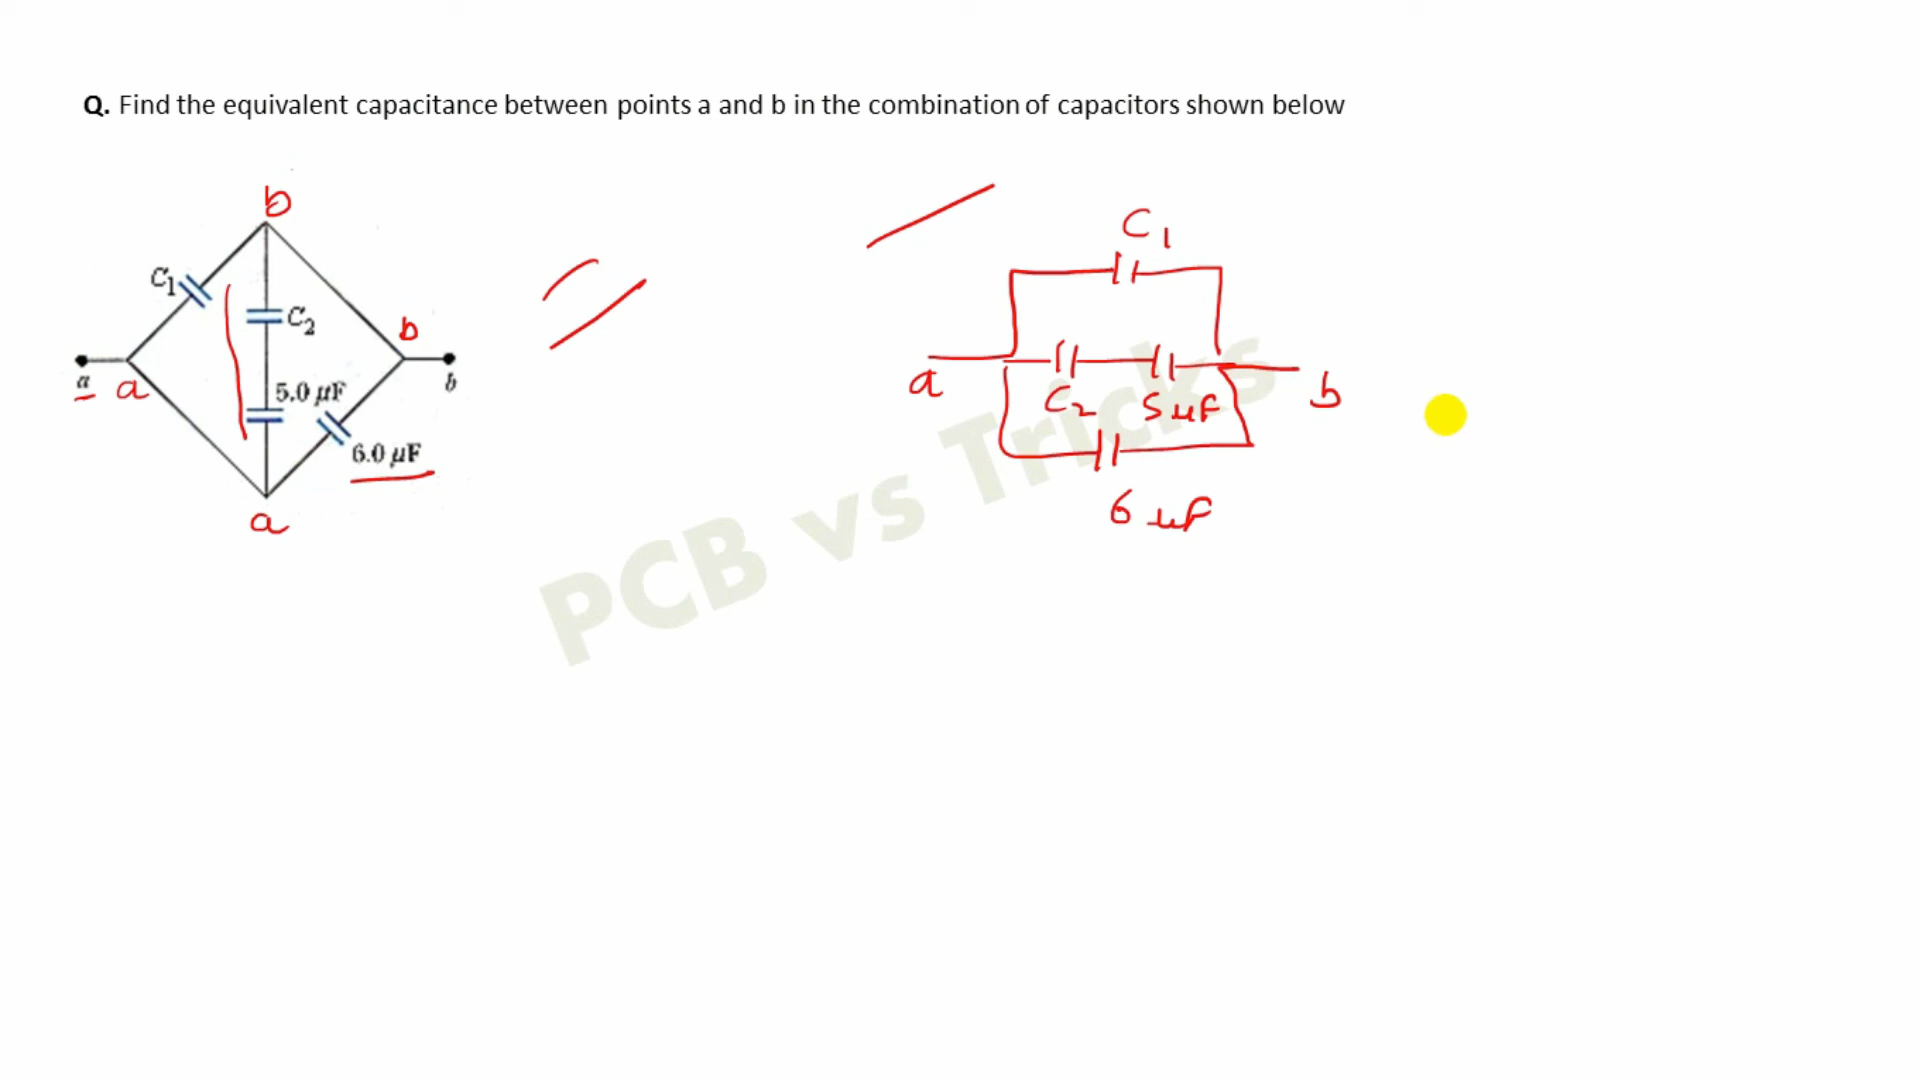 Q. Find the equivalent capacitance between points a and b in the combination of capacitors shown below
b
C1
C2
b
a
a
b
5.0 µF
6.0 µF
a
C1
a
C2
5 µF
b
6 µF
PCB vs Tricks